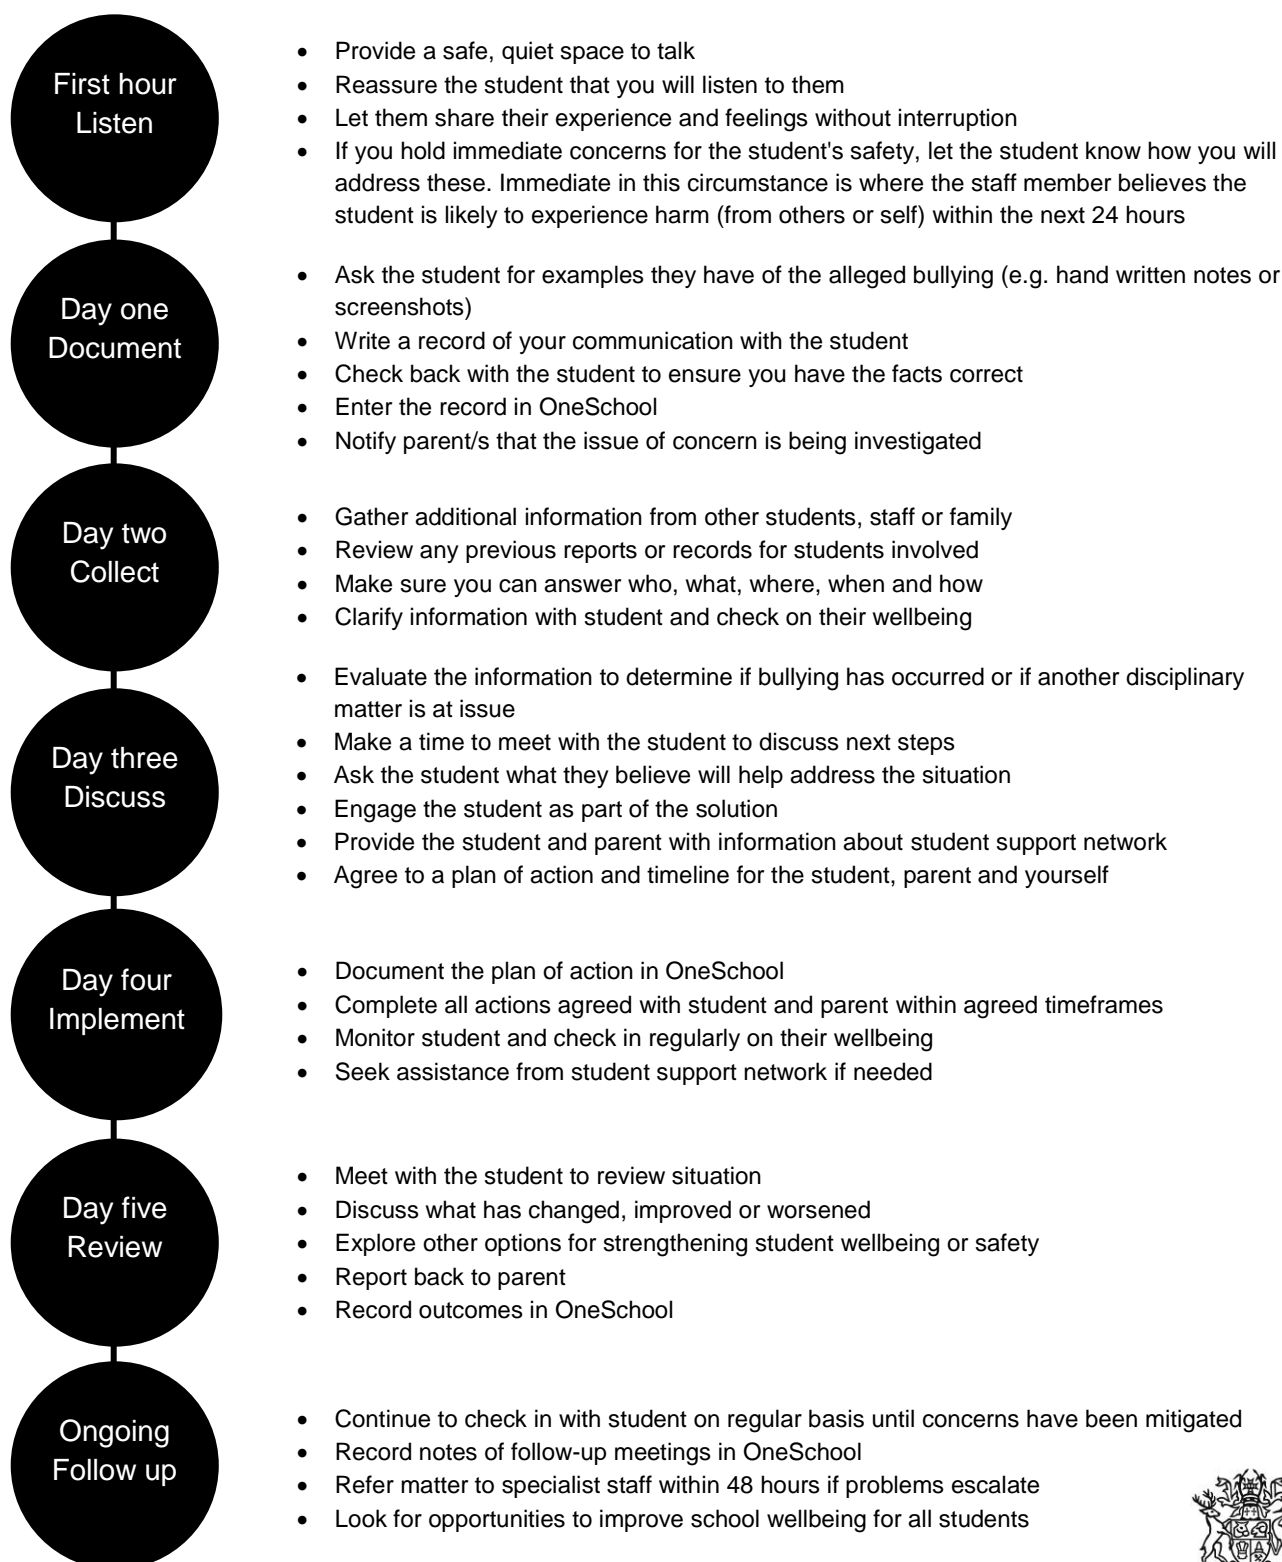 First hour
Listen
• Provide a safe, quiet space to talk
• Reassure the student that you will listen to them
• Let them share their experience and feelings without interruption
• If you hold immediate concerns for the student's safety, let the student know how you will
address these. Immediate in this circumstance is where the staff member believes the
student is likely to experience harm (from others or self) within the next 24 hours
Day one
Document
• Ask the student for examples they have of the alleged bullying (e.g. hand written notes or
screenshots)
• Write a record of your communication with the student
• Check back with the student to ensure you have the facts correct
• Enter the record in OneSchool
• Notify parent/s that the issue of concern is being investigated
Day two
Collect
• Gather additional information from other students, staff or family
• Review any previous reports or records for students involved
• Make sure you can answer who, what, where, when and how
• Clarify information with student and check on their wellbeing
Day three
Discuss
• Evaluate the information to determine if bullying has occurred or if another disciplinary
matter is at issue
• Make a time to meet with the student to discuss next steps
• Ask the student what they believe will help address the situation
• Engage the student as part of the solution
• Provide the student and parent with information about student support network
• Agree to a plan of action and timeline for the student, parent and yourself
Day four
Implement
• Document the plan of action in OneSchool
• Complete all actions agreed with student and parent within agreed timeframes
• Monitor student and check in regularly on their wellbeing
• Seek assistance from student support network if needed
Day five
Review
• Meet with the student to review situation
• Discuss what has changed, improved or worsened
• Explore other options for strengthening student wellbeing or safety
• Report back to parent
• Record outcomes in OneSchool
Ongoing
Follow up
• Continue to check in with student on regular basis until concerns have been mitigated
• Record notes of follow-up meetings in OneSchool
• Refer matter to specialist staff within 48 hours if problems escalate
• Look for opportunities to improve school wellbeing for all students